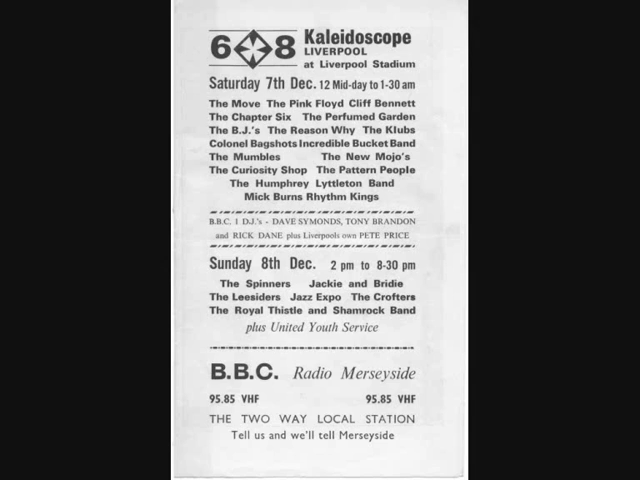 6 8 Kaleidoscope
LIVERPOOL
at Liverpool Stadium
Saturday 7th Dec. 12 Mid-day to 1-30 am
The Move The Pink Floyd Cliff Bennett
The Chapter Six The Perfumed Garden
The B.J.'s The Reason Why The Klubs
Colonel Bagshots Incredible Bucket Band
The Mumbles The New Mojo's
The Curiosity Shop The Pattern People
The Humphrey Lyttleton Band
Mick Burns Rhythm Kings
B.B.C. 1 D.J.'s - DAVE SYMONDS, TONY BRANDON
and RICK DANE plus Liverpools own PETE PRICE
Sunday 8th Dec. 2 pm to 8-30 pm
The Spinners Jackie and Bridie
The Leesiders Jazz Expo The Crofters
The Royal Thistle and Shamrock Band
plus United Youth Service
B.B.C. Radio Merseyside
95.85 VHF 95.85 VHF
THE TWO WAY LOCAL STATION
Tell us and we'll tell Merseyside